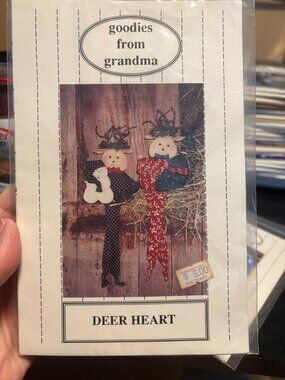 goodies
from
grandma
$ 5.00
DEER HEART